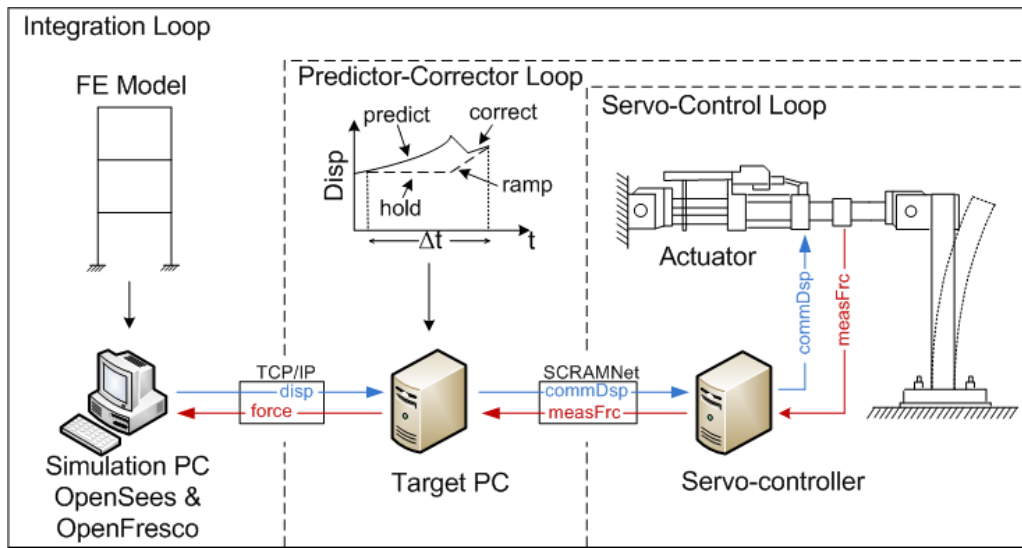 Integration Loop
FE Model
Predictor-Corrector Loop
predict
correct
Disp
hold
ramp
Δt
t
Servo-Control Loop
Actuator
commDsp
measFrc
TCP/IP
disp
force
SCRAMNet
commDsp
measFrc
Simulation PC
OpenSees &
OpenFresco
Target PC
Servo-controller